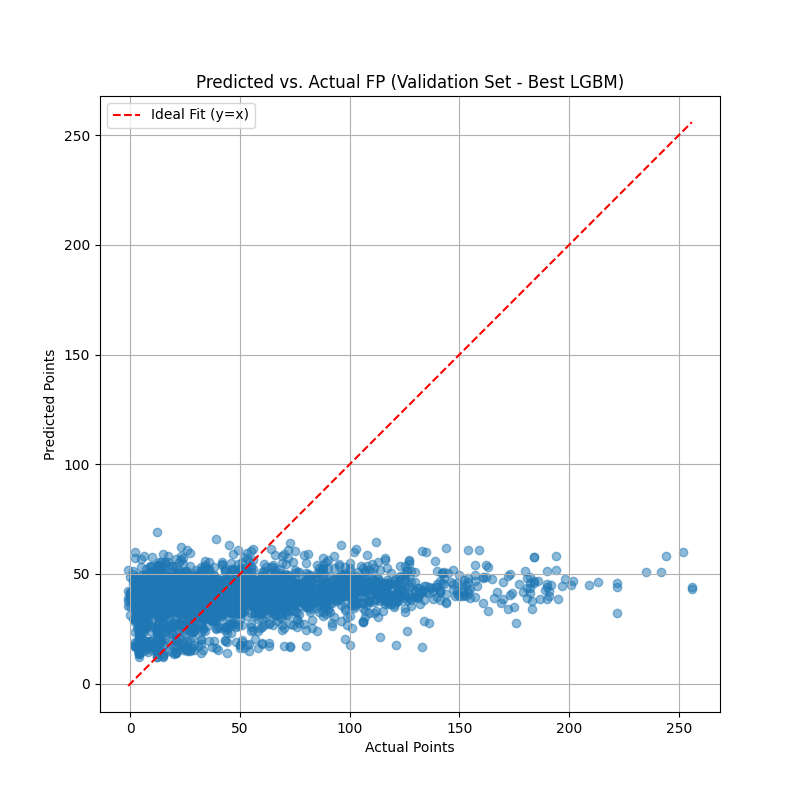 Predicted vs. Actual FP (Validation Set - Best LGBM)
Ideal Fit (y=x)
250
200
150
100
50
0
Predicted Points
0 50 100 150 200 250
Actual Points